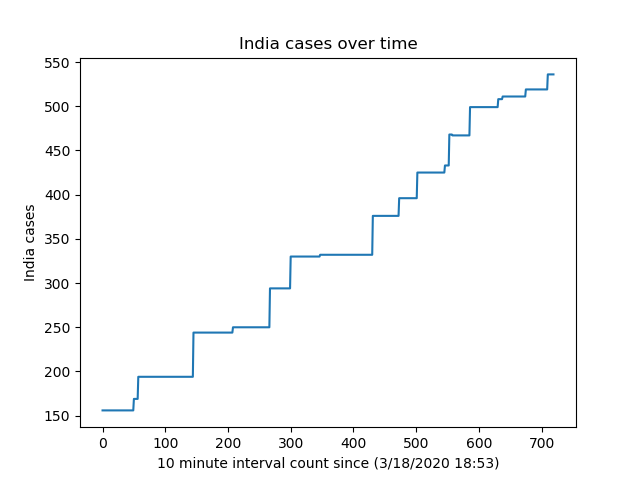 India cases over time
550
500
450
400
350
300
250
200
150
India cases
0 100 200 300 400 500 600 700
10 minute interval count since (3/18/2020 18:53)